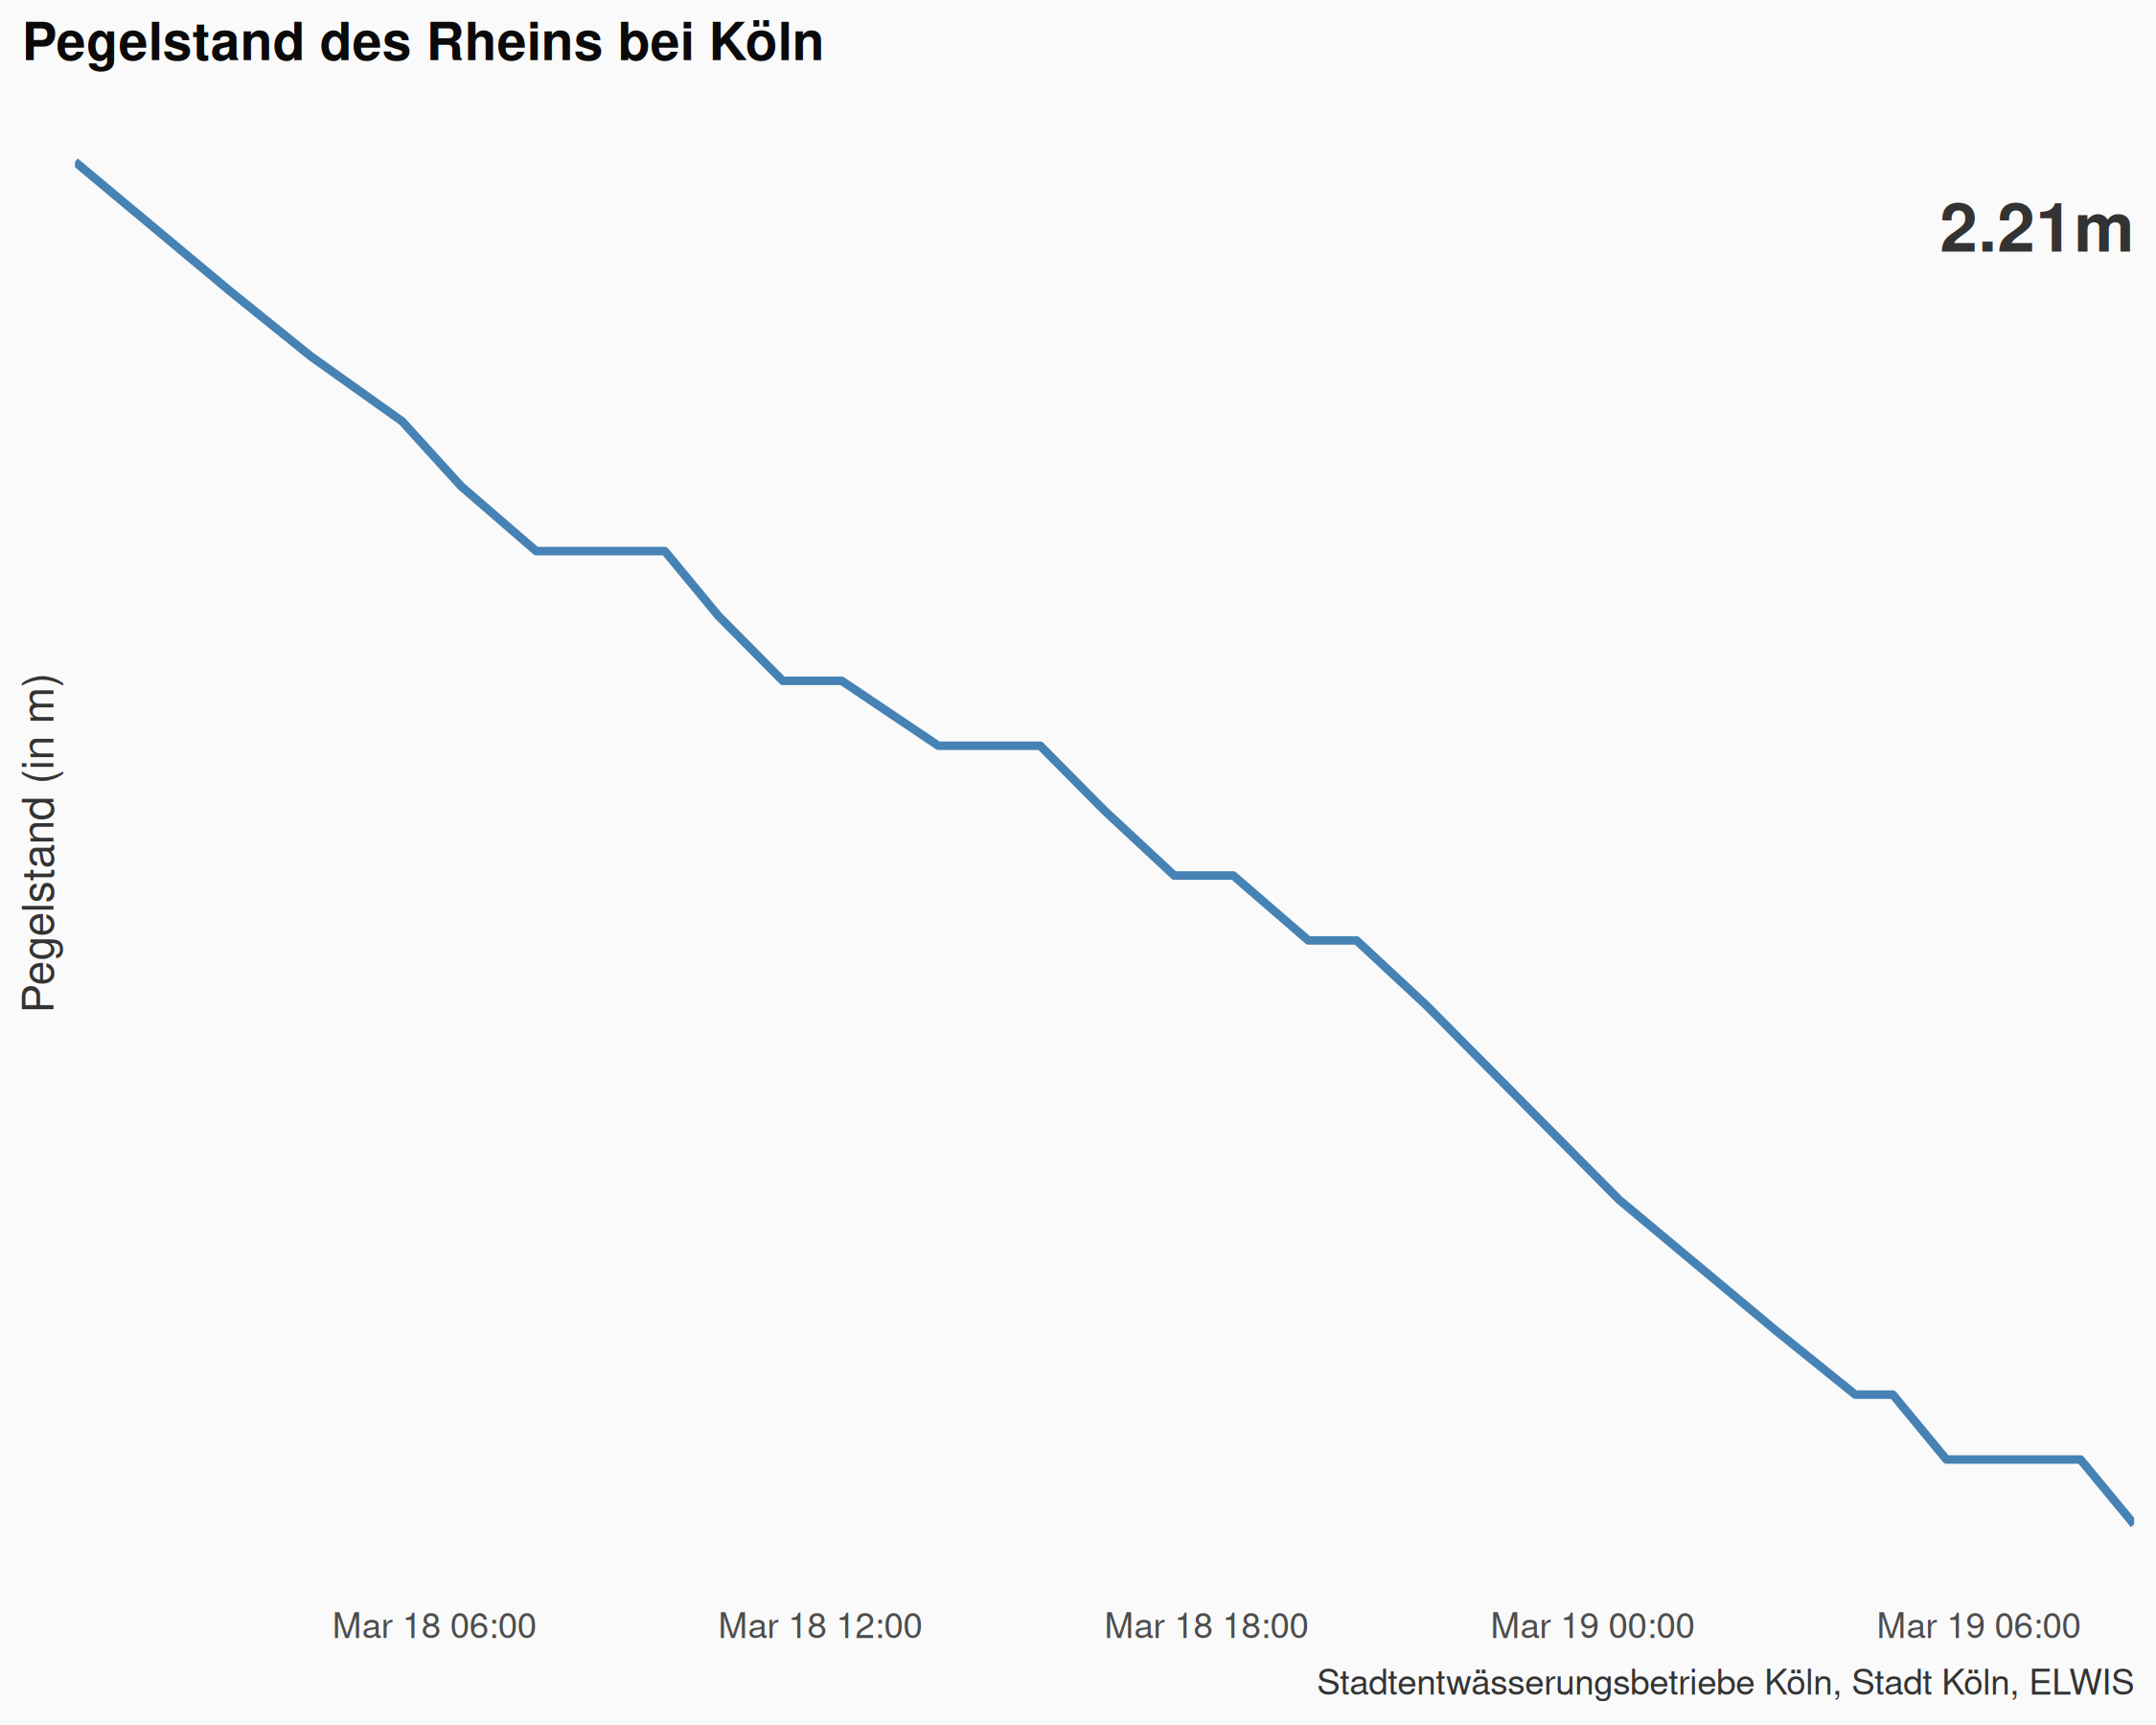 Pegelstand des Rheins bei Köln
2.21m
Pegelstand (in m)
Mar 18 06:00
Mar 18 12:00
Mar 18 18:00
Mar 19 00:00
Mar 19 06:00
Stadtentwässerungsbetriebe Köln, Stadt Köln, ELWIS